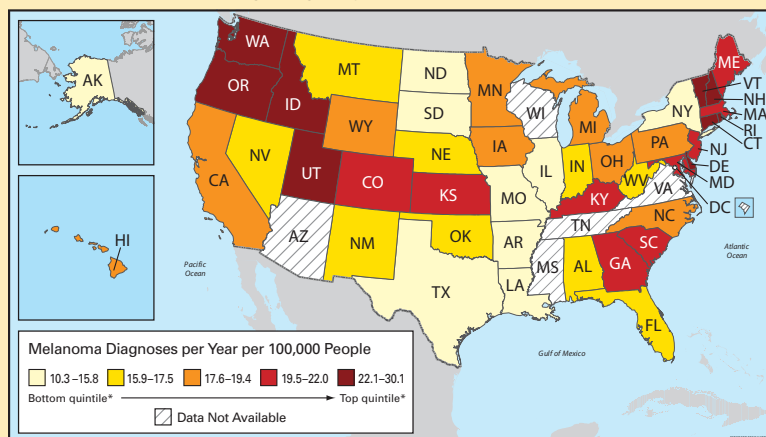 AK
HI
WA
OR
ID
MT
ND
SD
MN
WI
MI
WY
NE
IA
NV
UT
CO
KS
CA
AZ
NM
OK
TX
MO
AR
LA
IL
IN
OH
KY
WV
VA
TN
NC
SC
MS
AL
GA
FL
PA
NY
ME
VT
NH
MA
RI
CT
NJ
DE
MD
DC
Pacific
Ocean
Atlantic
Ocean
Gulf of Mexico
Melanoma Diagnoses per Year per 100,000 People
10.3–15.8 15.9–17.5 17.6–19.4 19.5–22.0 22.1–30.1
Bottom quintile* Top quintile*
Data Not Available